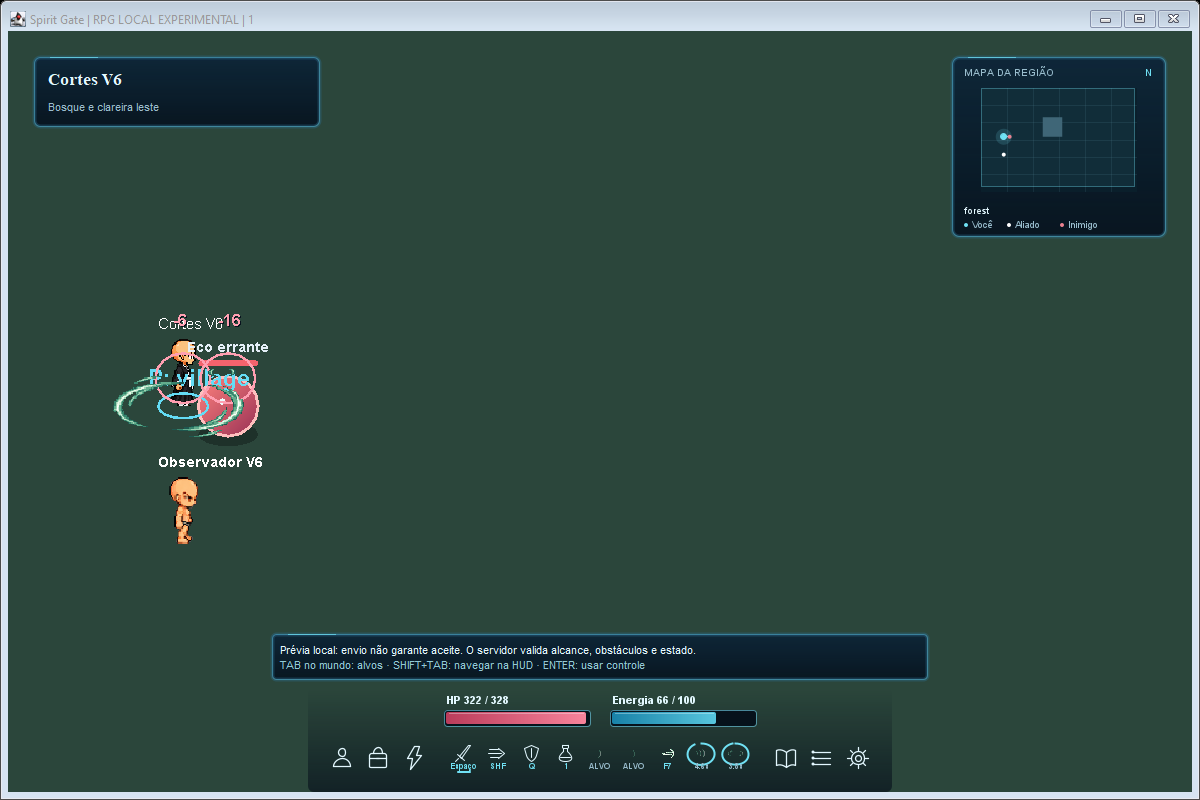 Spirit Gate | RPG LOCAL EXPERIMENTAL | 1
Cortes V6
Bosque e clareira leste
MAPA DA REGIÃO
N
forest
Você
Aliado
Inimigo
-6
-16
Cortes V6
Eco errante
P: village
Observador V6
Prévia local: envio não garante aceite. O servidor valida alcance, obstáculos e estado.
TAB no mundo: alvos · SHIFT+TAB: navegar na HUD · ENTER: usar controle
HP 322 / 328
Energia 66 / 100
Espaço
SHF
Q
1
ALVO
ALVO
F7